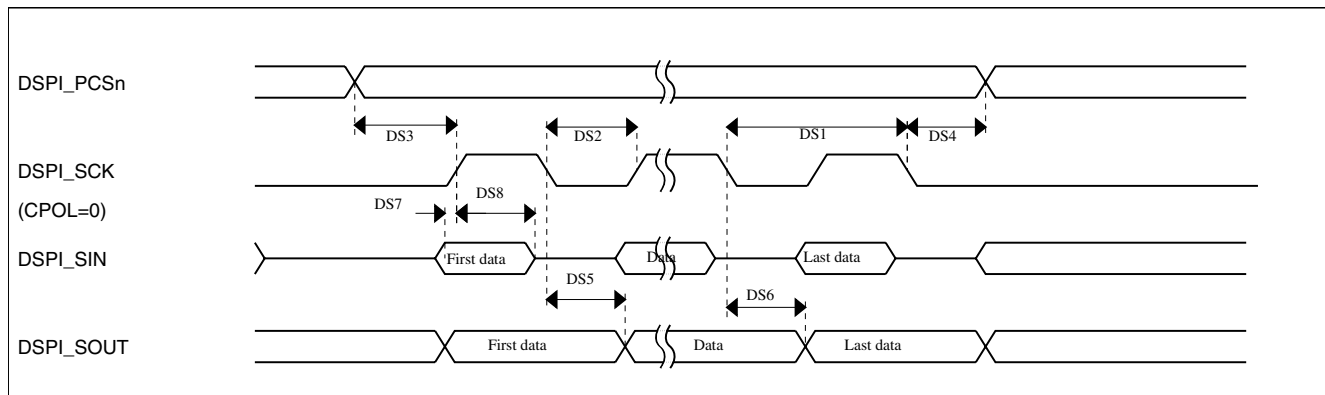 DSPI_PCSn
DS3
DS2
DS1
DS4
DSPI_SCK
(CPOL=0)
DS7
DS8
DSPI_SIN
First data
Data
Last data
DS5
DS6
DSPI_SOUT
First data
Data
Last data